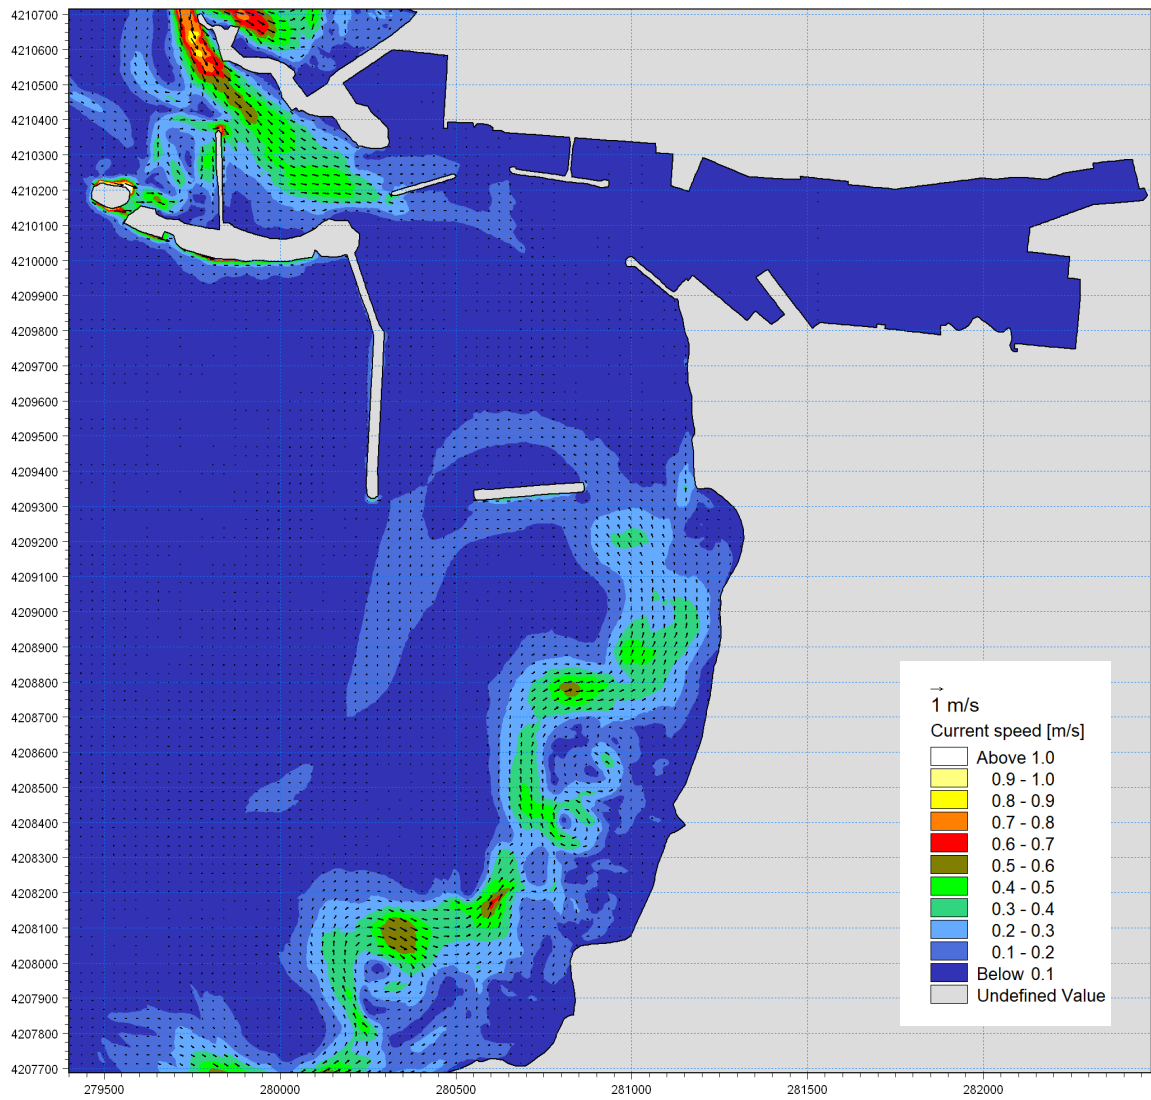 4210700
4210600
4210500
4210400
4210300
4210200
4210100
4210000
4209900
4209800
4209700
4209600
4209500
4209400
4209300
4209200
4209100
4209000
4208900
4208800
4208700
4208600
4208500
4208400
4208300
4208200
4208100
4208000
4207900
4207800
4207700
1 m/s
Current speed [m/s]
Above 1.0
0.9 - 1.0
0.8 - 0.9
0.7 - 0.8
0.6 - 0.7
0.5 - 0.6
0.4 - 0.5
0.3 - 0.4
0.2 - 0.3
0.1 - 0.2
Below 0.1
Undefined Value
279500 280000 280500 281000 281500 282000